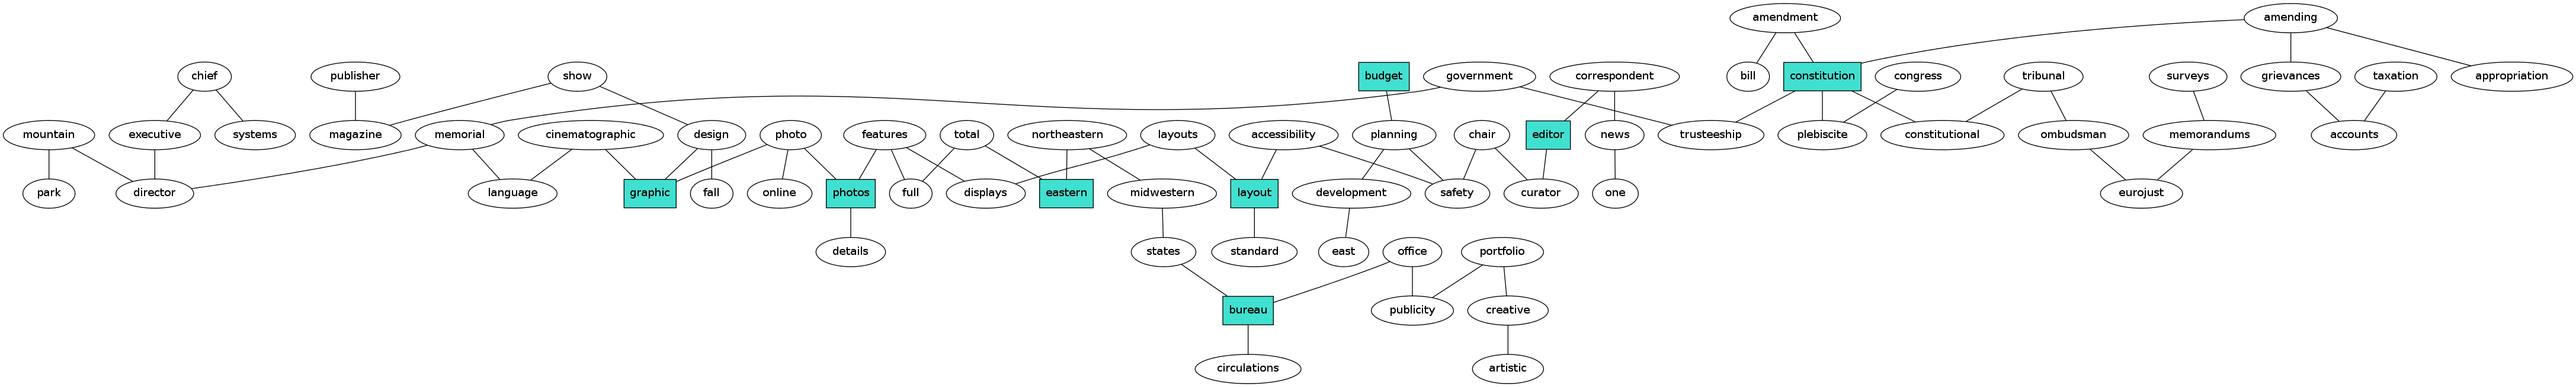 amendment
amending
chief
publisher
show
budget
government
correspondent
bill
constitution
congress
tribunal
surveys
grievances
taxation
appropriation
mountain
executive
systems
magazine
memorial
cinematographic
design
photo
features
total
northeastern
layouts
accessibility
planning
chair
editor
news
trusteeship
plebiscite
constitutional
ombudsman
memorandums
accounts
park
director
language
graphic
fall
online
photos
full
displays
eastern
midwestern
layout
development
safety
curator
one
eurojust
details
states
standard
east
office
portfolio
bureau
publicity
creative
circulations
artistic